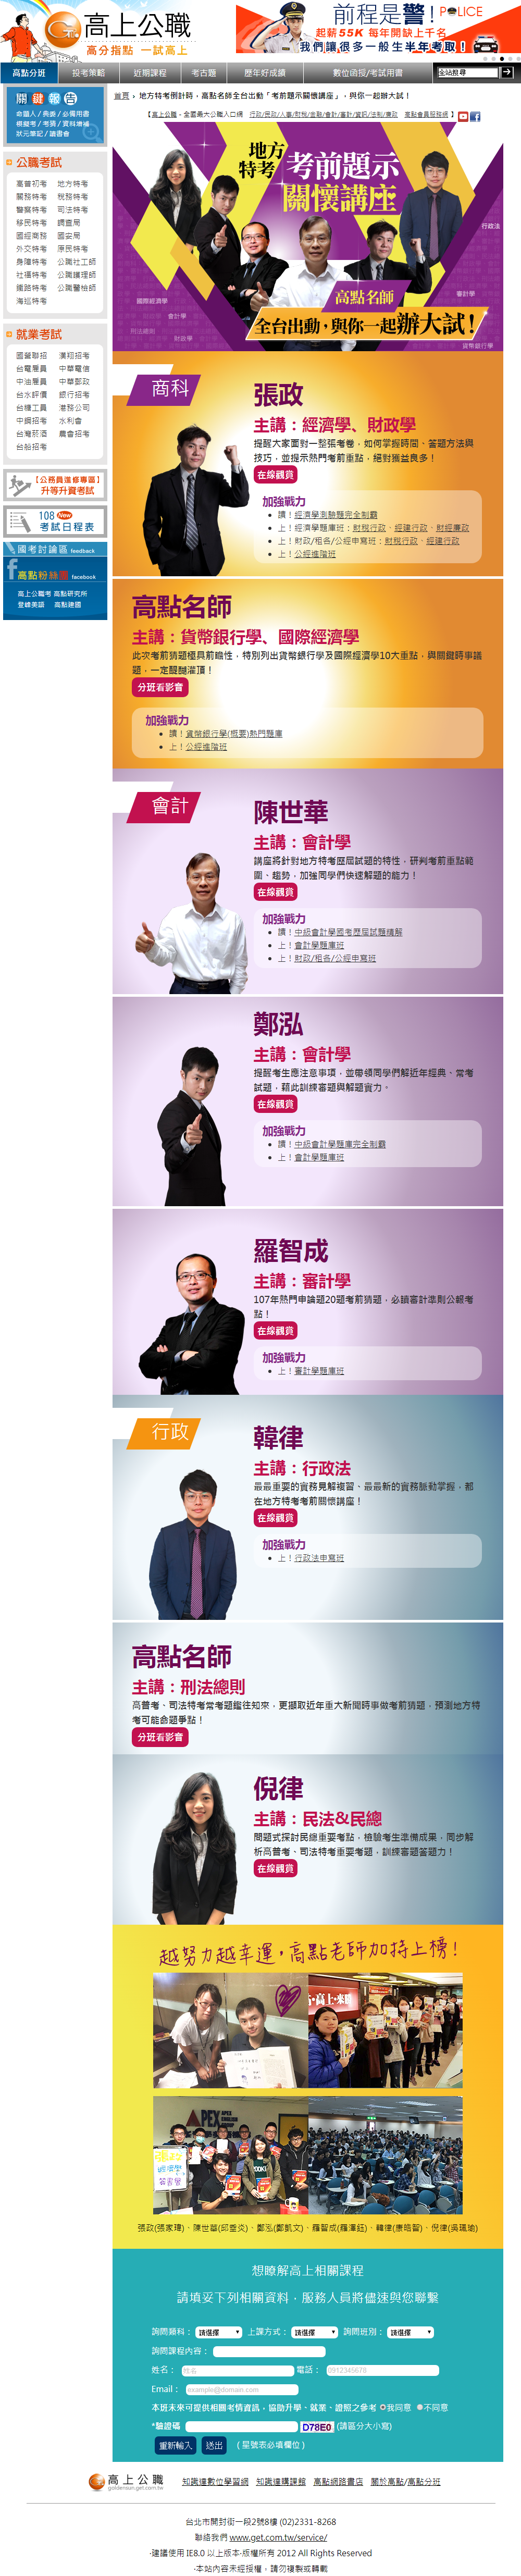 高上公職
高分指點 一試高上
前程是警! POLICE
起薪55K 每年開缺上千名
我們讓很多一般生半年考取!
高點分班
投考策略
近期課程
考古題
歷年好成績
數位函授/考試用書
全站搜尋
關鍵報告
命題人 / 典委 / 必備用書
模擬考 / 考猜 / 資料增補
狀元筆記 / 讀書會
首頁 › 地方特考倒計時，高點名師全台出動「考前題示關懷講座」，與你一起辦大試！
【高上公職，全國最大公職人口網　行政/民政/人事/財稅/金融/會計/審計/資訊/法制/廉政　高點會員服務網 】
公職考試
高普初考 地方特考
關務特考 稅務特考
警察特考 司法特考
移民特考 調查局
國經商務 國安局
外交特考 原民特考
身障特考 公職社工師
社福特考 公職護理師
鐵路特考 公職醫檢師
海巡特考
就業考試
國營聯招 漢翔招考
台電雇員 中華電信
中油雇員 中華郵政
台水評價 銀行招考
台糖工員 港務公司
中鋼招考 水利會
台灣菸酒 農會招考
台船招考
【公務員進修專區】
升等升資考試
108 New
考試日程表
國考討論區 feedback
高點粉絲團 facebook
高上公職考 高點研究所
登峰美語 高點建國
地方特考
考前題示
關懷講座
行政法
國際經濟學
會計學
審計學
附法總則
財政學
貨幣銀行學
高點名師
全台出動，與你一起辦大試！
商科
張政
主講：經濟學、財政學
提醒大家面對一整張考卷，如何掌握時間、答題方法與
技巧，並提示熱門考前重點，絕對獲益良多！
在線觀賞
加強戰力
讀！經濟學測驗題完全制霸
上！經濟學題庫班：財稅行政、經建行政、財經廉政
上！財政/租各/公經申寫班：財稅行政、經建行政
上！公經進階班
高點名師
主講：貨幣銀行學、國際經濟學
此次考前猜題極具前瞻性，特別列出貨幣銀行學及國際經濟學10大重點，與關鍵時事議
題，一定醍醐灌頂！
分班看影音
加強戰力
讀！貨幣銀行學(概要)熱門題庫
上！公經進階班
會計
陳世華
主講：會計學
講座將針對地方特考歷屆試題的特性，研判考前重點範
圍、趨勢，加強同學們快速解題的能力！
在線觀賞
加強戰力
讀！中級會計學國考歷屆試題精解
上！會計學題庫班
上！財政/租各/公經申寫班
鄭泓
主講：會計學
提醒考生應注意事項，並帶領同學們解近年經典、常考
試題，藉此訓練審題與解題實力。
在線觀賞
加強戰力
讀！中級會計學題庫完全制霸
上！會計學題庫班
羅智成
主講：審計學
107年熱門申論題20題考前猜題，必讀審計準則公報考
點！
在線觀賞
加強戰力
上！審計學題庫班
行政
韓律
主講：行政法
最最重要的實務見解複習、最最新的實務脈動掌握，都
在地方特考考前關懷講座！
在線觀賞
加強戰力
上！行政法申寫班
高點名師
主講：刑法總則
高普考、司法特考常考題鑑往知來，更擷取近年重大新聞時事做考前猜題，預測地方特
考可能命題爭點！
分班看影音
倪律
主講：民法&民總
問題式探討民總重要考點，檢驗考生準備成果，同步解
析高普考、司法特考重要考題，訓練審題答題力！
在線觀賞
越努力越幸運，高點老師加持上榜！
張政(張家瑋)、陳世華(邱垂炎)、鄭泓(鄭凱文)、羅智成(羅澤鈺)、韓律(康皓智)、倪律(吳珮瑜)
想瞭解高上相關課程
請填妥下列相關資料，服務人員將儘速與您聯繫
詢問類科： 請選擇 上課方式： 請選擇 詢問班別： 請選擇
詢問課程內容：
姓名： 姓名 電話： 0912345678
Email： example@domain.com
本班未來可提供相關考情資訊，協助升學、就業、證照之參考 我同意 不同意
*驗證碼 D78E0 (請區分大小寫)
重新輸入 送出 ( 星號表必填欄位 )
高上公職
goldensun.get.com.tw/
知識達數位學習網 知識達購課館 高點網路書店 關於高點/高點分班
台北市開封街一段2號8樓 (02)2331-8268
聯絡我們 www.get.com.tw/service/
‧建議使用 IE8.0 以上版本‧版權所有 2012 All Rights Reserved
‧本站內容未經授權，請勿複製或轉載